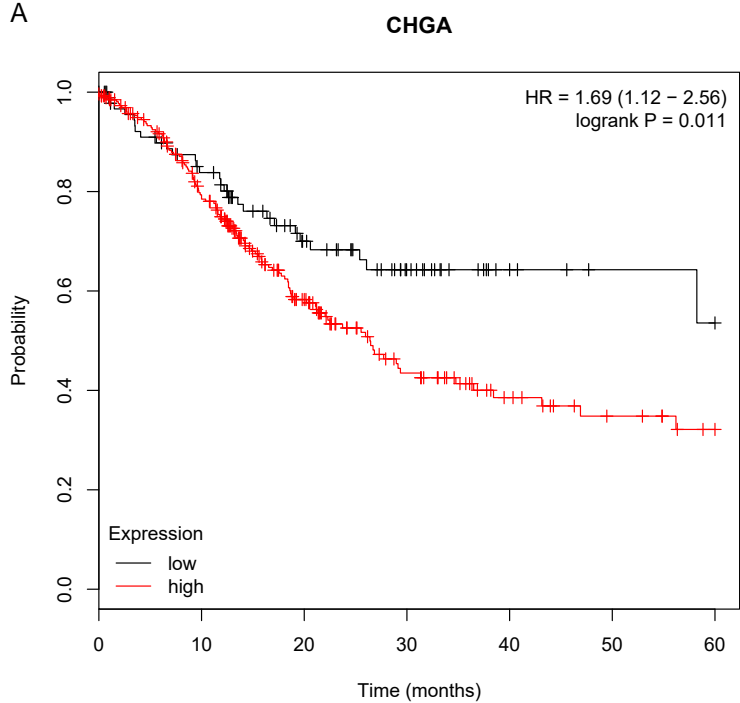 A
CHGA
HR = 1.69 (1.12 − 2.56)
logrank P = 0.011
Probability
1.0
0.8
0.6
0.4
0.2
0.0
Expression
low
high
0 10 20 30 40 50 60
Time (months)